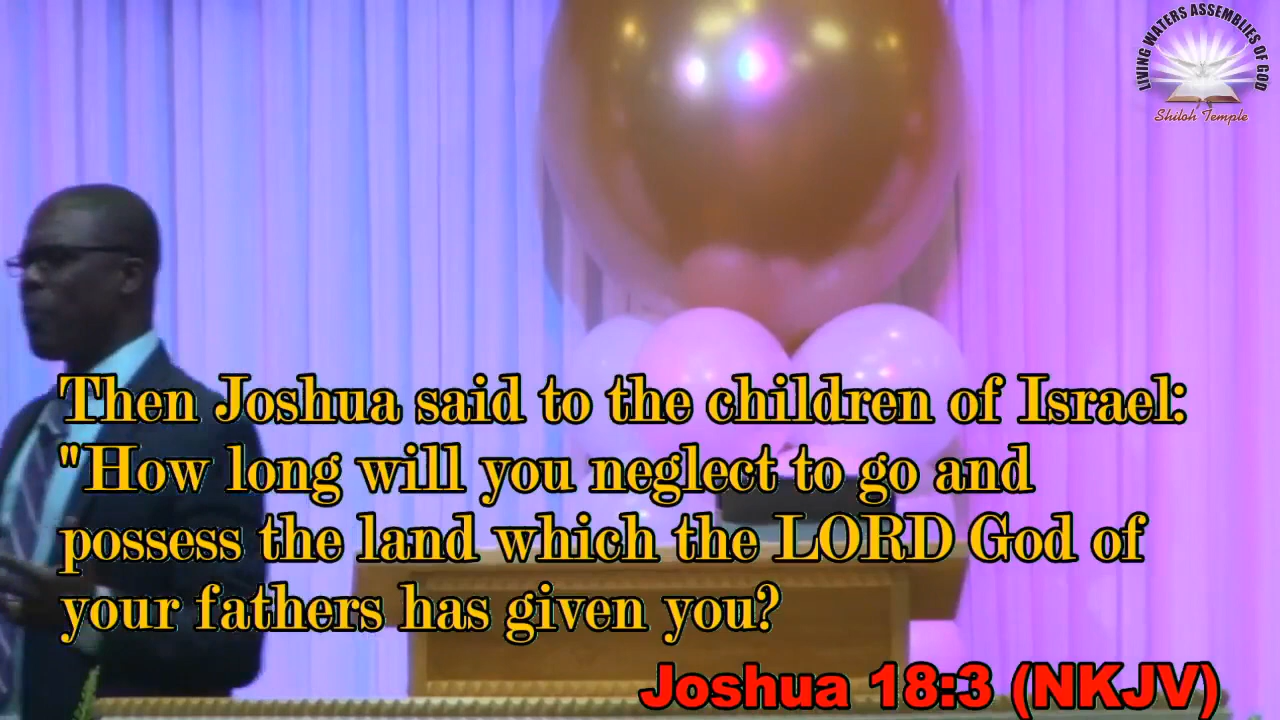 LIVING WATERS ASSEMBLIES OF GOD
Shiloh Temple
Then Joshua said to the children of Israel:
"How long will you neglect to go and
possess the land which the LORD God of
your fathers has given you?
Joshua 18:3 (NKJV)